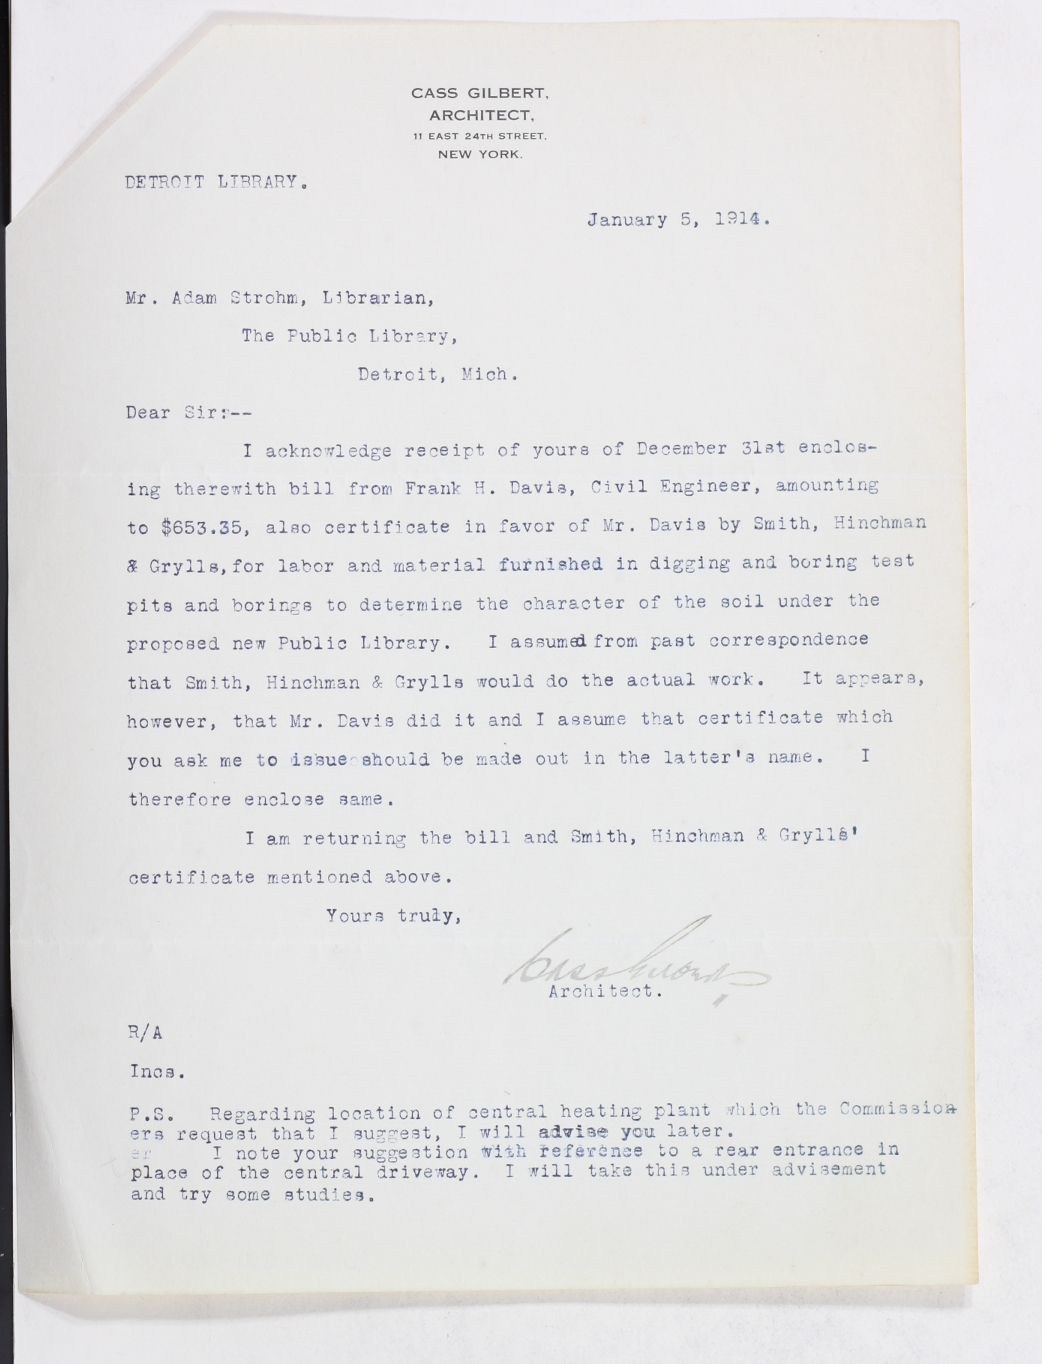 CASS GILBERT,
ARCHITECT,
11 EAST 24TH STREET,
NEW YORK.
DETROIT LIBRARY.
January 5, 1914.
Mr. Adam Strohm, Librarian,
The Public Library,
Detroit, Mich.
Dear Sir:--
I acknowledge receipt of yours of December 31st enclos-
ing therewith bill from Frank H. Davis, Civil Engineer, amounting
to $653.35, also certificate in favor of Mr. Davis by Smith, Hinchman
& Grylls, for labor and material furnished in digging and boring test
pits and borings to determine the character of the soil under the
proposed new Public Library. I assumed from past correspondence
that Smith, Hinchman & Grylls would do the actual work. It appears,
however, that Mr. Davis did it and I assume that certificate which
you ask me to issue should be made out in the latter's name. I
therefore enclose same.
I am returning the bill and Smith, Hinchman & Grylls'
certificate mentioned above.
Yours truly,
Cass Gilbert
Architect.
R/A
Incs.
P.S. Regarding location of central heating plant which the Commission
ers request that I suggest, I will advise you later.
er I note your suggestion with reference to a rear entrance in
place of the central driveway. I will take this under advisement
and try some studies.